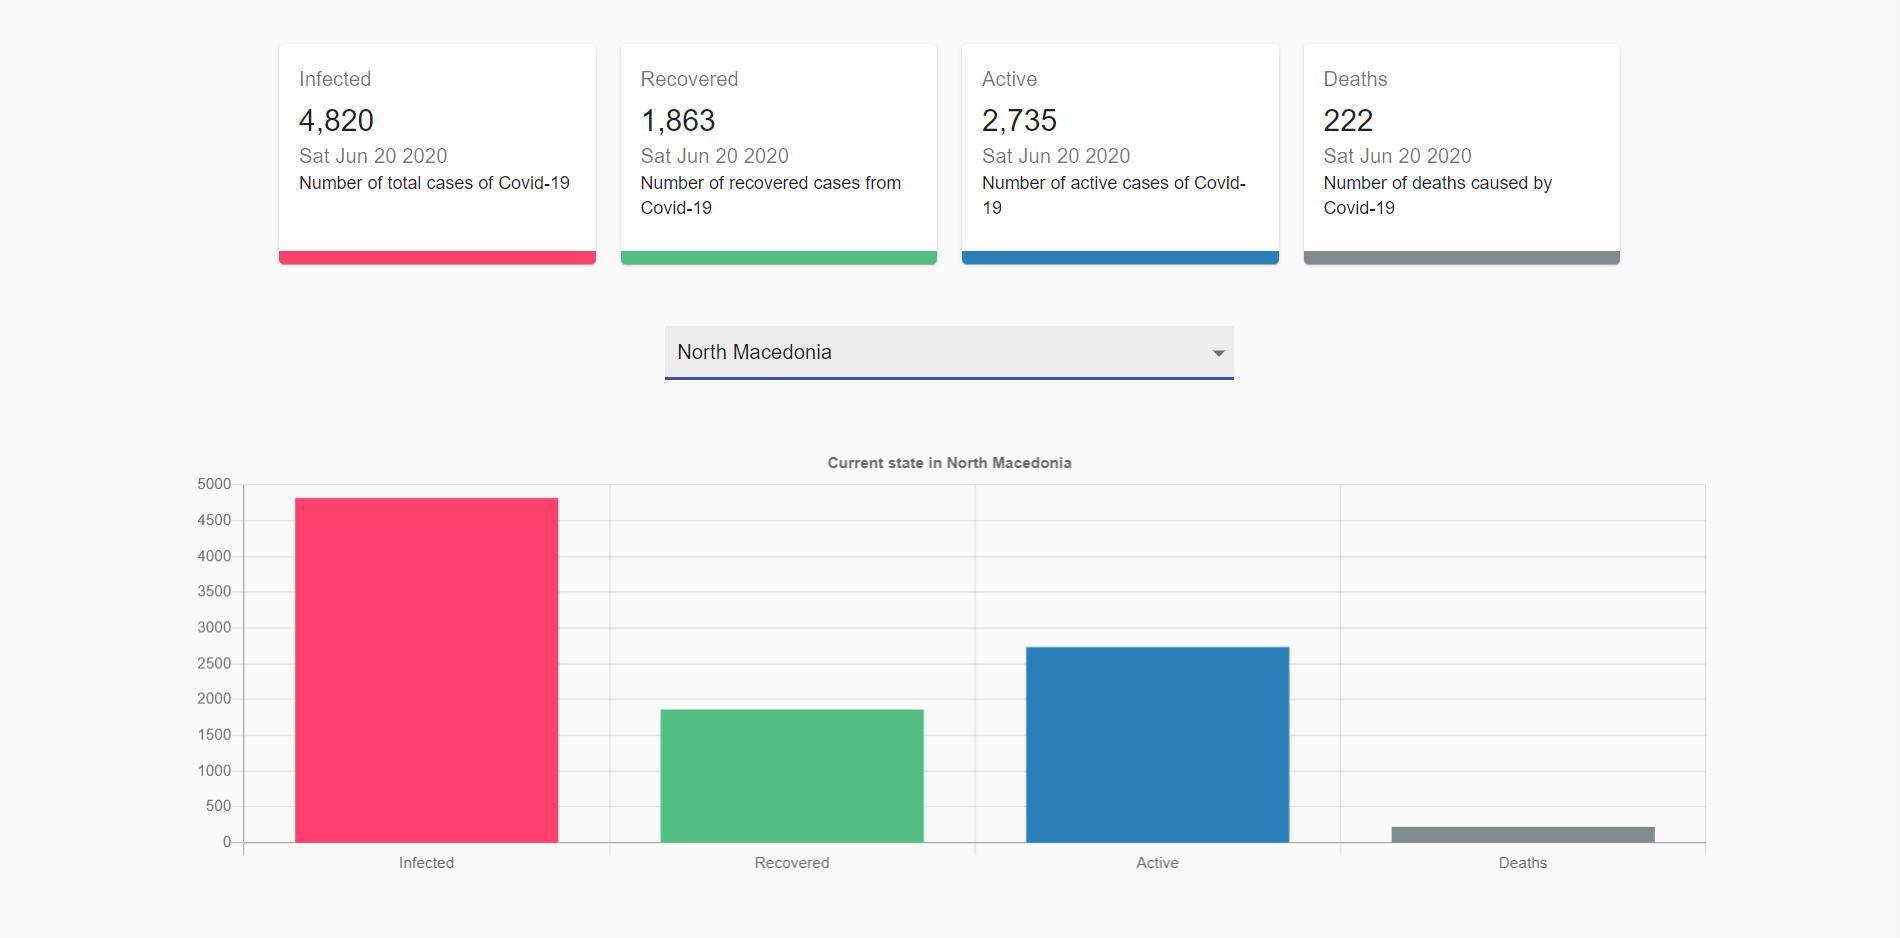 Infected
4,820
Sat Jun 20 2020
Number of total cases of Covid-19
Recovered
1,863
Sat Jun 20 2020
Number of recovered cases from
Covid-19
Active
2,735
Sat Jun 20 2020
Number of active cases of Covid-
19
Deaths
222
Sat Jun 20 2020
Number of deaths caused by
Covid-19
North Macedonia
Current state in North Macedonia
5000
4500
4000
3500
3000
2500
2000
1500
1000
500
0
Infected
Recovered
Active
Deaths